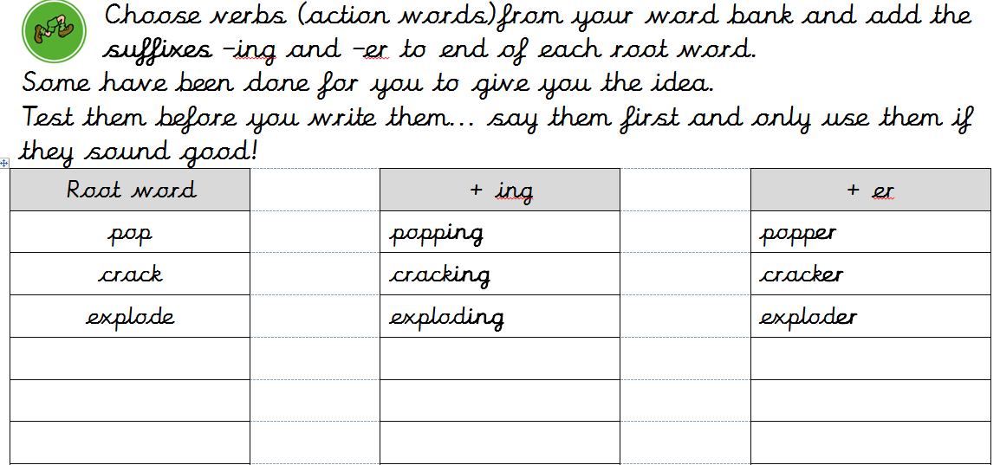 Choose verbs (action words)from your word bank and add the
suffixes -ing and -er to end of each root word.
Some have been done for you to give you the idea.
Test them before you write them... say them first and only use them if
they sound good!
Root word + ing + er
pop popping popper
crack cracking cracker
explode exploding exploder